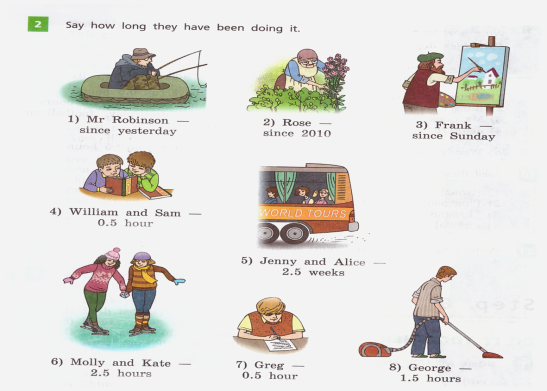 2 Say how long they have been doing it.
1) Mr Robinson —
since yesterday
2) Rose —
since 2010
3) Frank —
since Sunday
4) William and Sam —
0.5 hour
WORLD TOURS
5) Jenny and Alice —
2.5 weeks
6) Molly and Kate —
2.5 hours
7) Greg —
0.5 hour
8) George —
1.5 hours